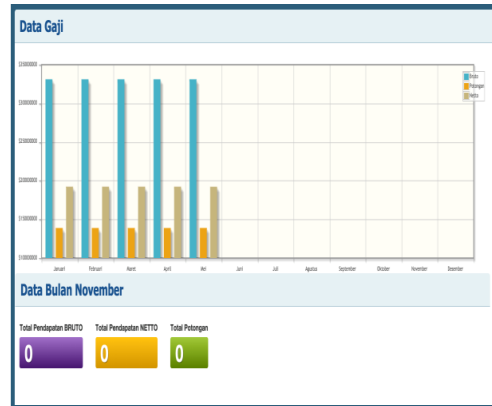 Data Gaji
Bruto
Potongan
Netto
Januari Februari Maret April Mei Juni Juli Agustus September Oktober November Desember
Data Bulan November
Total Pendapatan BRUTO Total Pendapatan NETTO Total Potongan
0 0 0